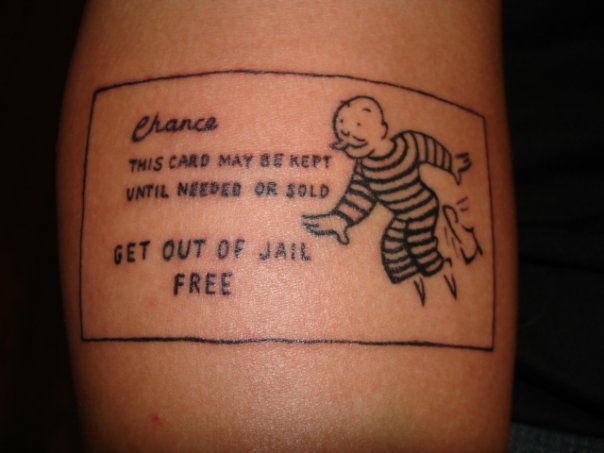 Chance
THIS CARD MAY BE KEPT
UNTIL NEEDED OR SOLD
GET OUT OF JAIL
FREE